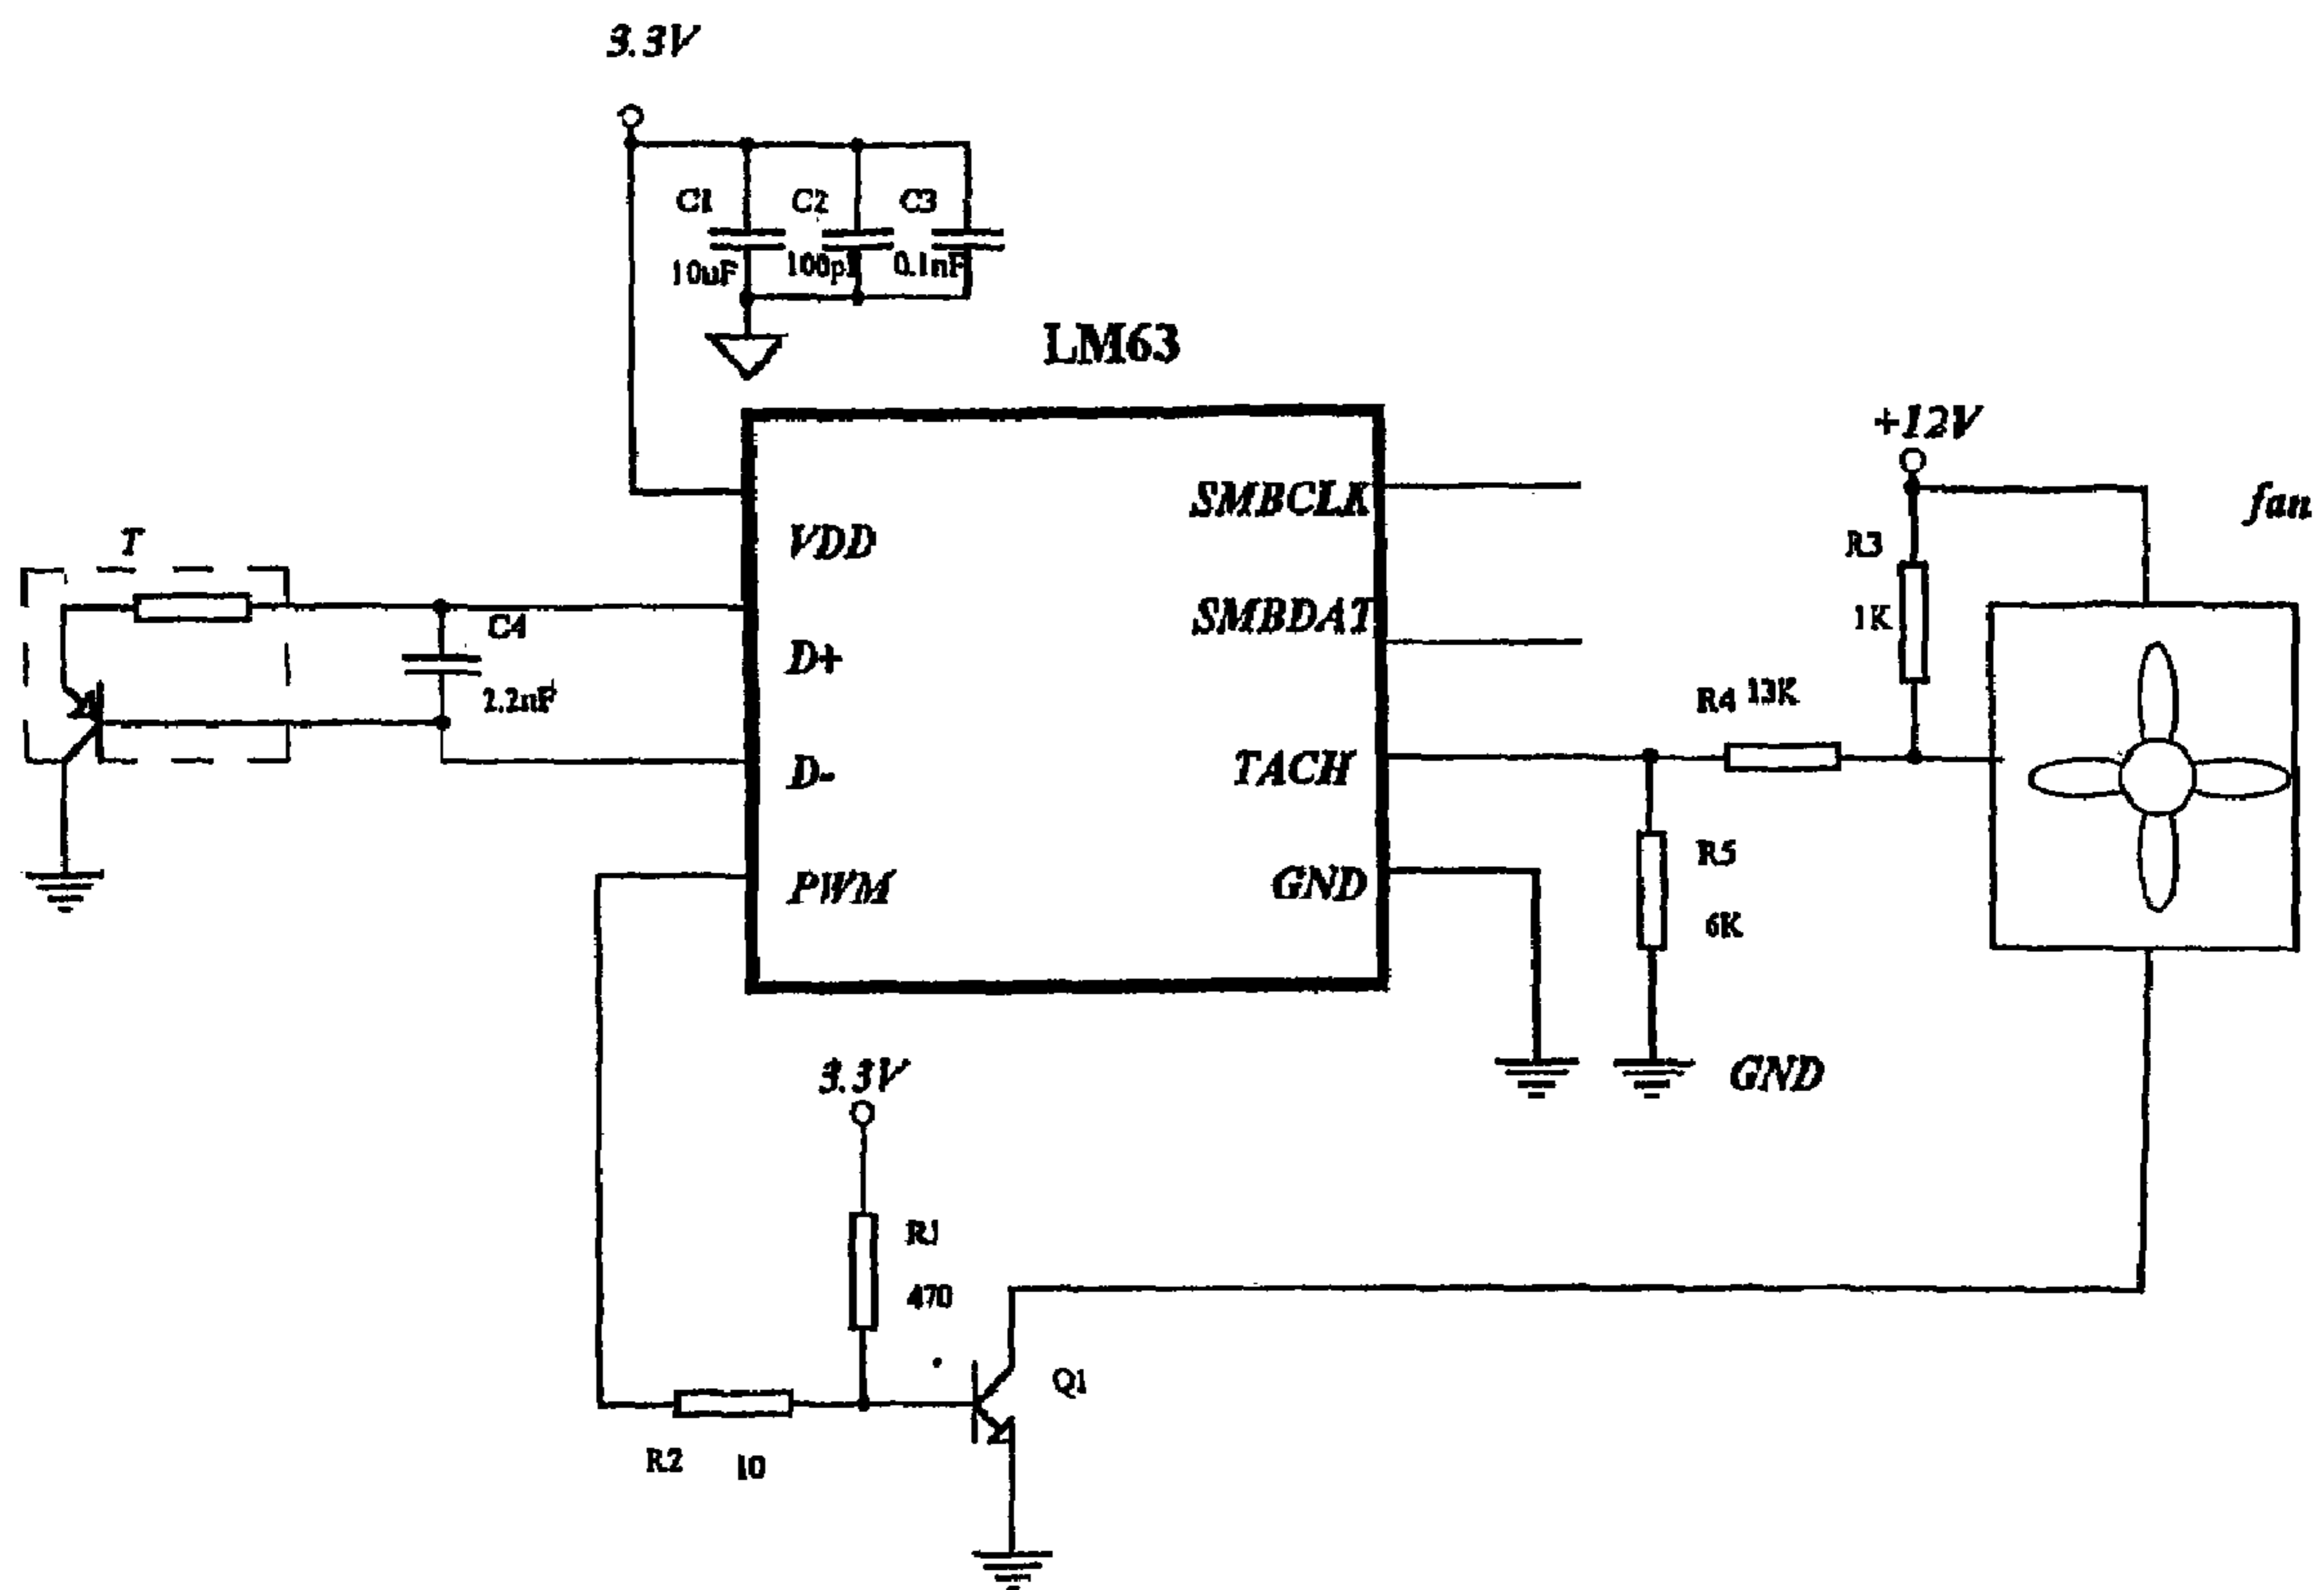 3.3V
C1
C2
C3
10uF
100pF
0.1nF
LM63
+12V
fan
SMBCLK
VDD
T
R3
1K
SMBDAT
C4
D+
2.2nF
R4
13K
D-
TACH
R5
PWM
GND
6K
3.3V
GND
R1
470
Q1
R2
10